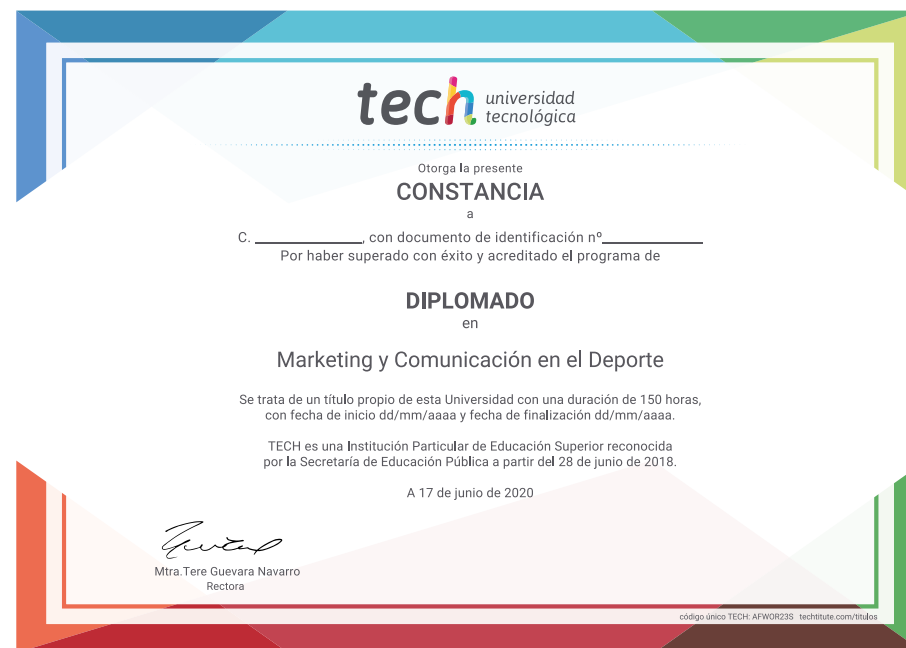 tech universidad
tecnológica
Otorga la presente
CONSTANCIA
a
C. ______________, con documento de identificación nº_____________
Por haber superado con éxito y acreditado el programa de
DIPLOMADO
en
Marketing y Comunicación en el Deporte
Se trata de un título propio de esta Universidad con una duración de 150 horas,
con fecha de inicio dd/mm/aaaa y fecha de finalización dd/mm/aaaa.
TECH es una Institución Particular de Educación Superior reconocida
por la Secretaría de Educación Pública a partir del 28 de junio de 2018.
A 17 de junio de 2020
Mtra.Tere Guevara Navarro
Rectora
código único TECH: AFWOR23S techtitute.com/titulos